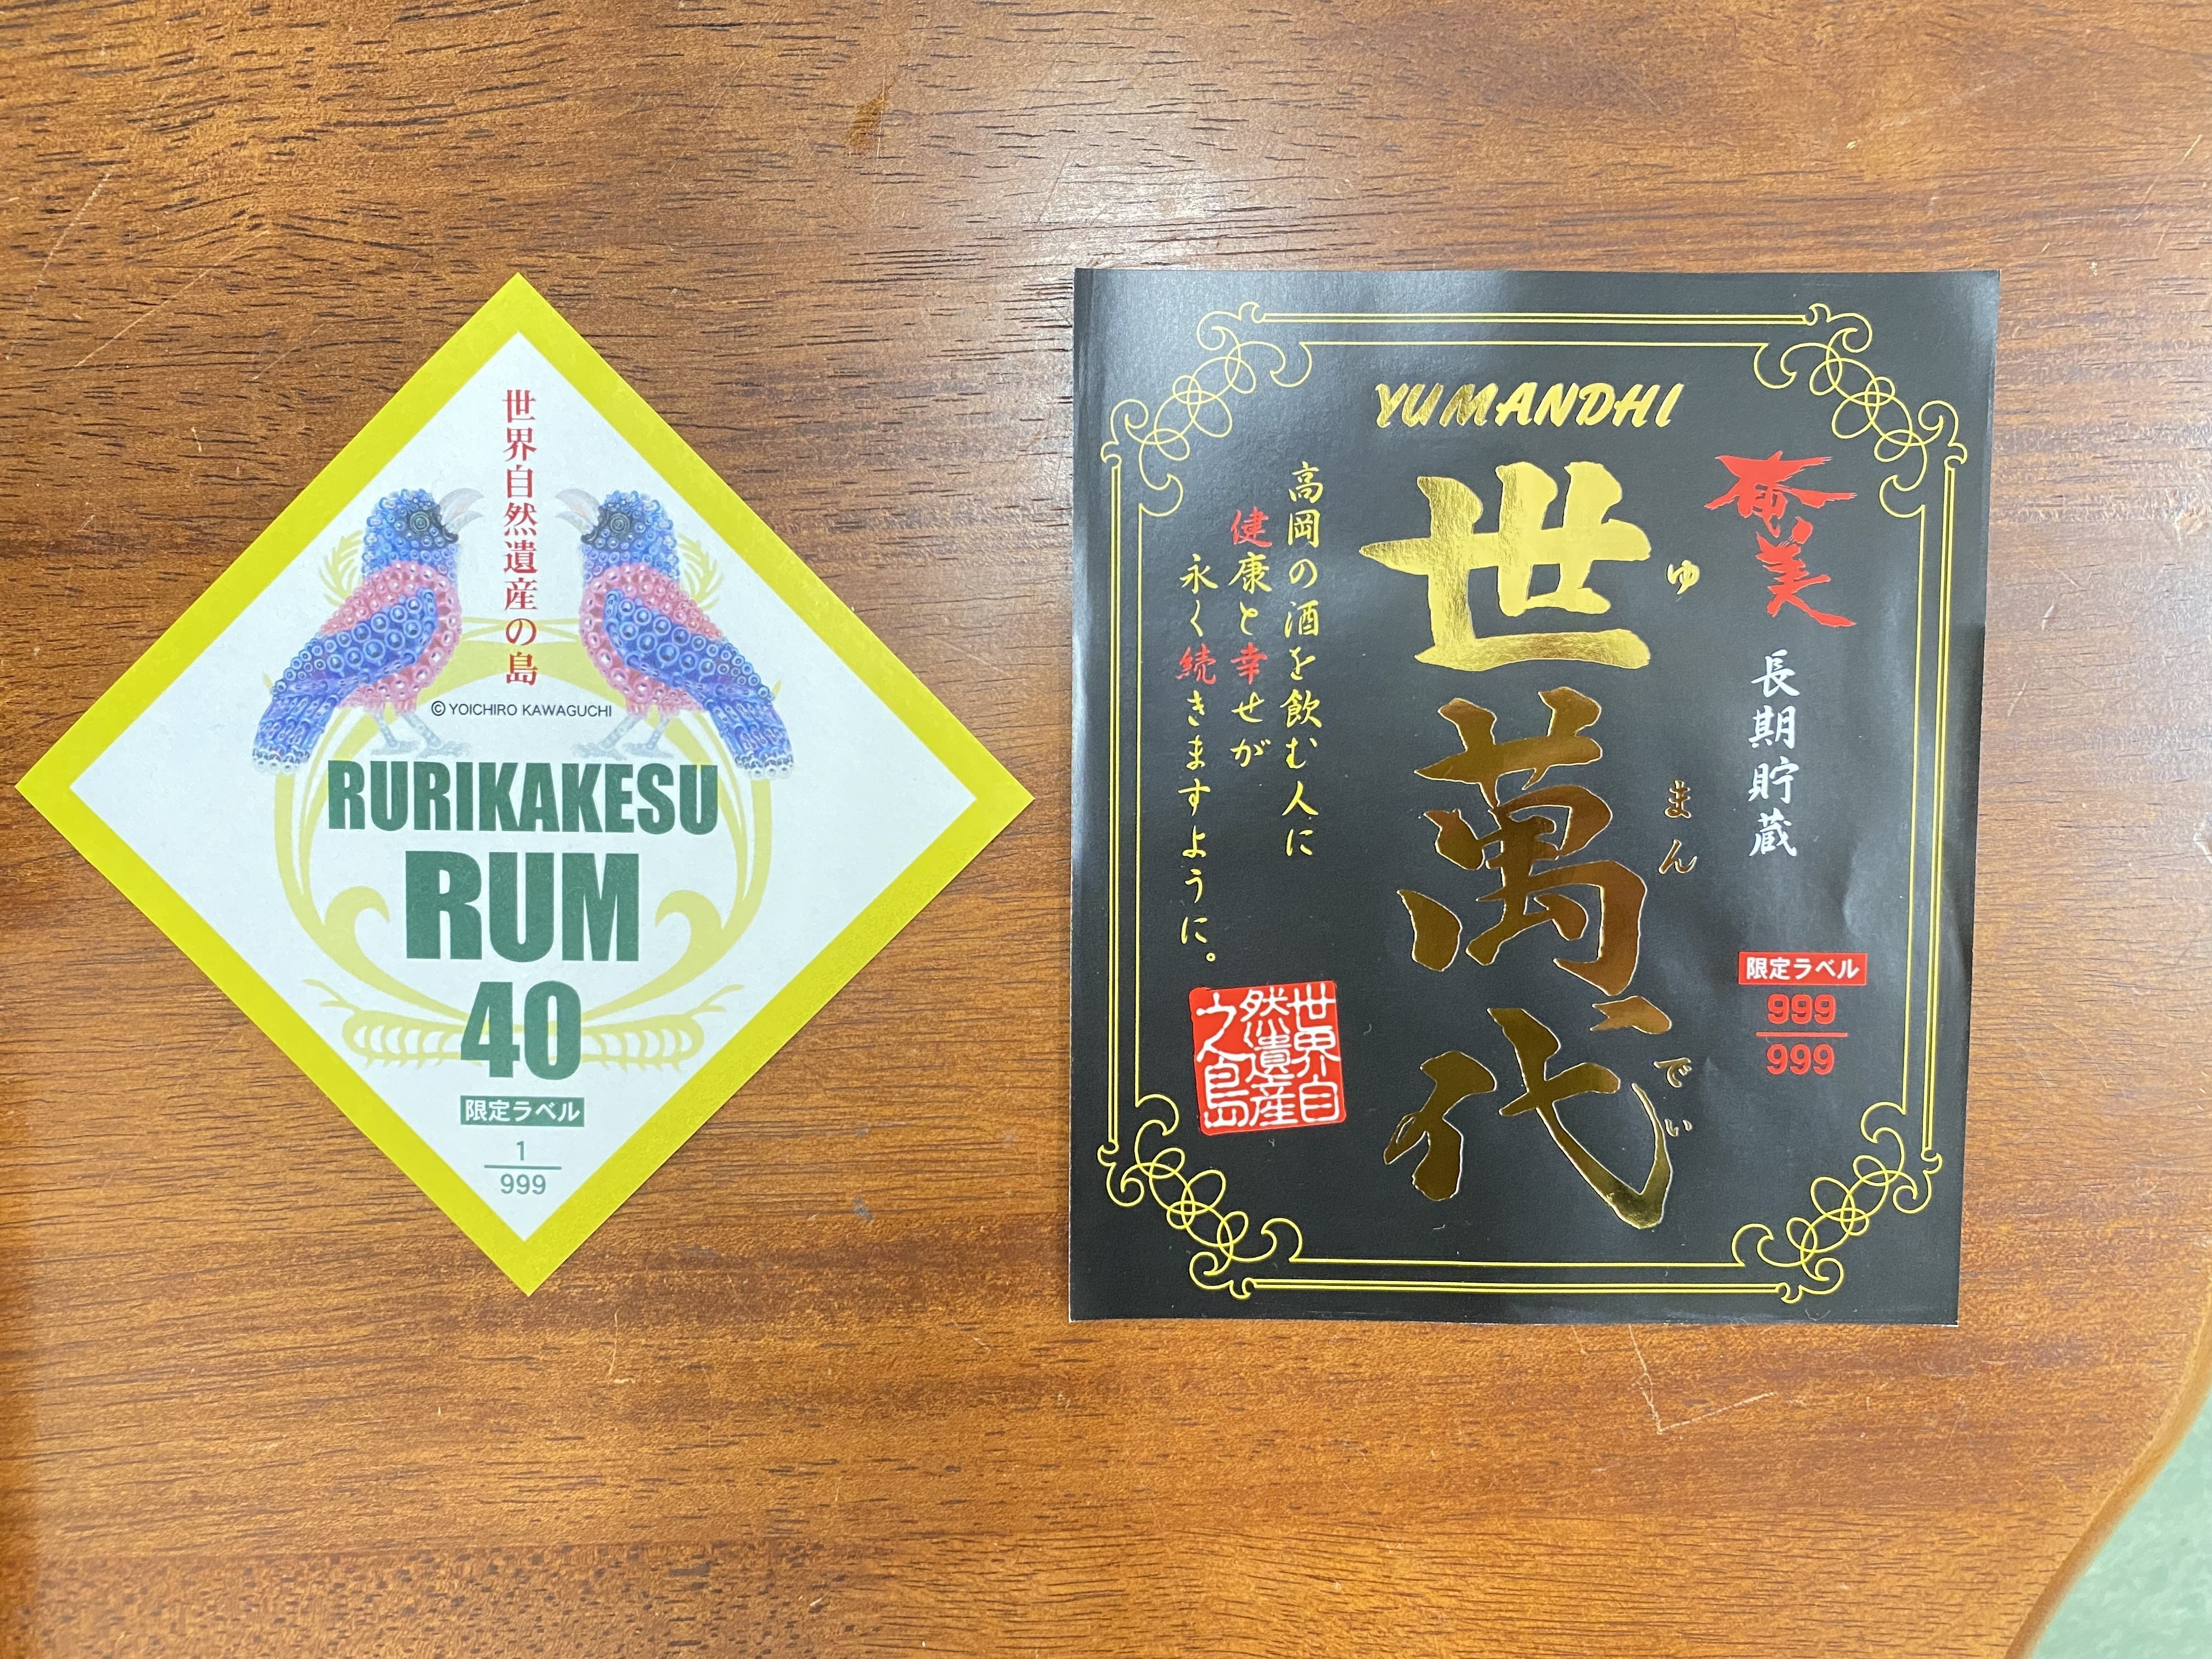 世界自然遺産の島
© YOICHIRO KAWAGUCHI
RURIKAKESU
RUM
40
限定ラベル
1
999
YUMANDHI
奄美
長期貯蔵
限定ラベル
999
999
世萬代
ゆまんでぃ
高岡の酒を飲む人に
健康と幸せが
永く続きますように。
世界自
然遺産
之島